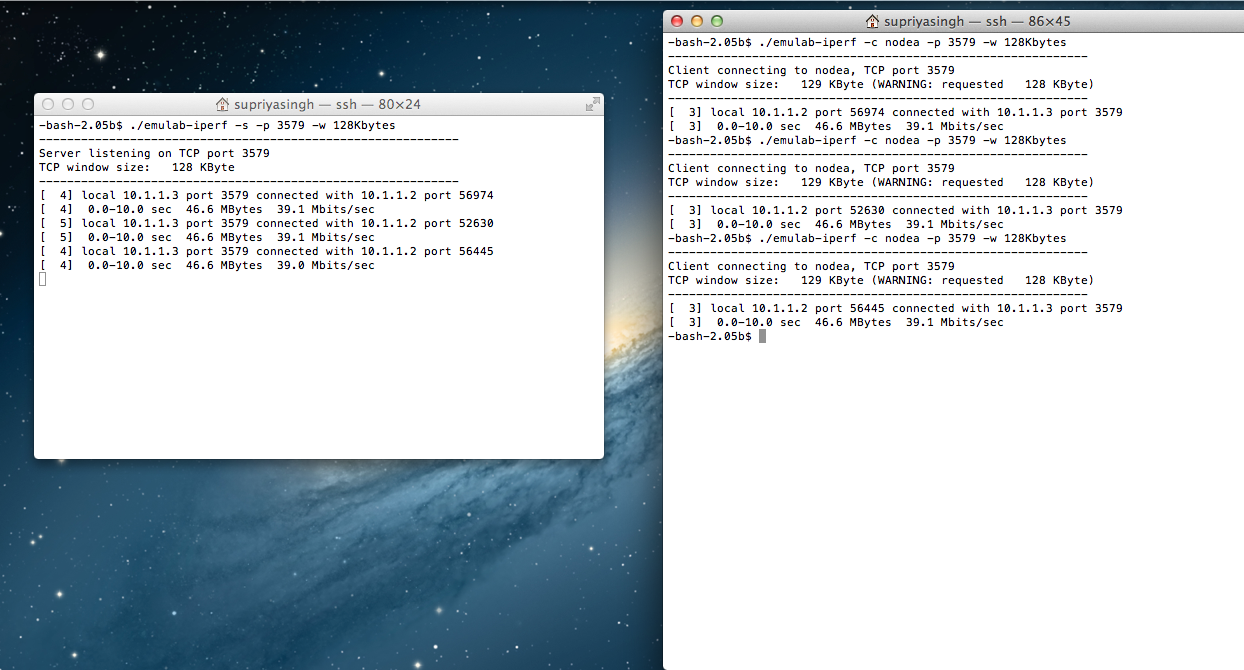 supriyasingh — ssh — 80×24
-bash-2.05b$ ./emulab-iperf -s -p 3579 -w 128Kbytes
------------------------------------------------------------
Server listening on TCP port 3579
TCP window size:   128 KByte
------------------------------------------------------------
[  4] local 10.1.1.3 port 3579 connected with 10.1.1.2 port 56974
[  4]  0.0-10.0 sec  46.6 MBytes  39.1 Mbits/sec
[  5] local 10.1.1.3 port 3579 connected with 10.1.1.2 port 52630
[  5]  0.0-10.0 sec  46.6 MBytes  39.1 Mbits/sec
[  4] local 10.1.1.3 port 3579 connected with 10.1.1.2 port 56445
[  4]  0.0-10.0 sec  46.6 MBytes  39.0 Mbits/sec
supriyasingh — ssh — 86×45
-bash-2.05b$ ./emulab-iperf -c nodea -p 3579 -w 128Kbytes
------------------------------------------------------------
Client connecting to nodea, TCP port 3579
TCP window size:   129 KByte (WARNING: requested   128 KByte)
------------------------------------------------------------
[  3] local 10.1.1.2 port 56974 connected with 10.1.1.3 port 3579
[  3]  0.0-10.0 sec  46.6 MBytes  39.1 Mbits/sec
-bash-2.05b$ ./emulab-iperf -c nodea -p 3579 -w 128Kbytes
------------------------------------------------------------
Client connecting to nodea, TCP port 3579
TCP window size:   129 KByte (WARNING: requested   128 KByte)
------------------------------------------------------------
[  3] local 10.1.1.2 port 52630 connected with 10.1.1.3 port 3579
[  3]  0.0-10.0 sec  46.6 MBytes  39.1 Mbits/sec
-bash-2.05b$ ./emulab-iperf -c nodea -p 3579 -w 128Kbytes
------------------------------------------------------------
Client connecting to nodea, TCP port 3579
TCP window size:   129 KByte (WARNING: requested   128 KByte)
------------------------------------------------------------
[  3] local 10.1.1.2 port 56445 connected with 10.1.1.3 port 3579
[  3]  0.0-10.0 sec  46.6 MBytes  39.1 Mbits/sec
-bash-2.05b$